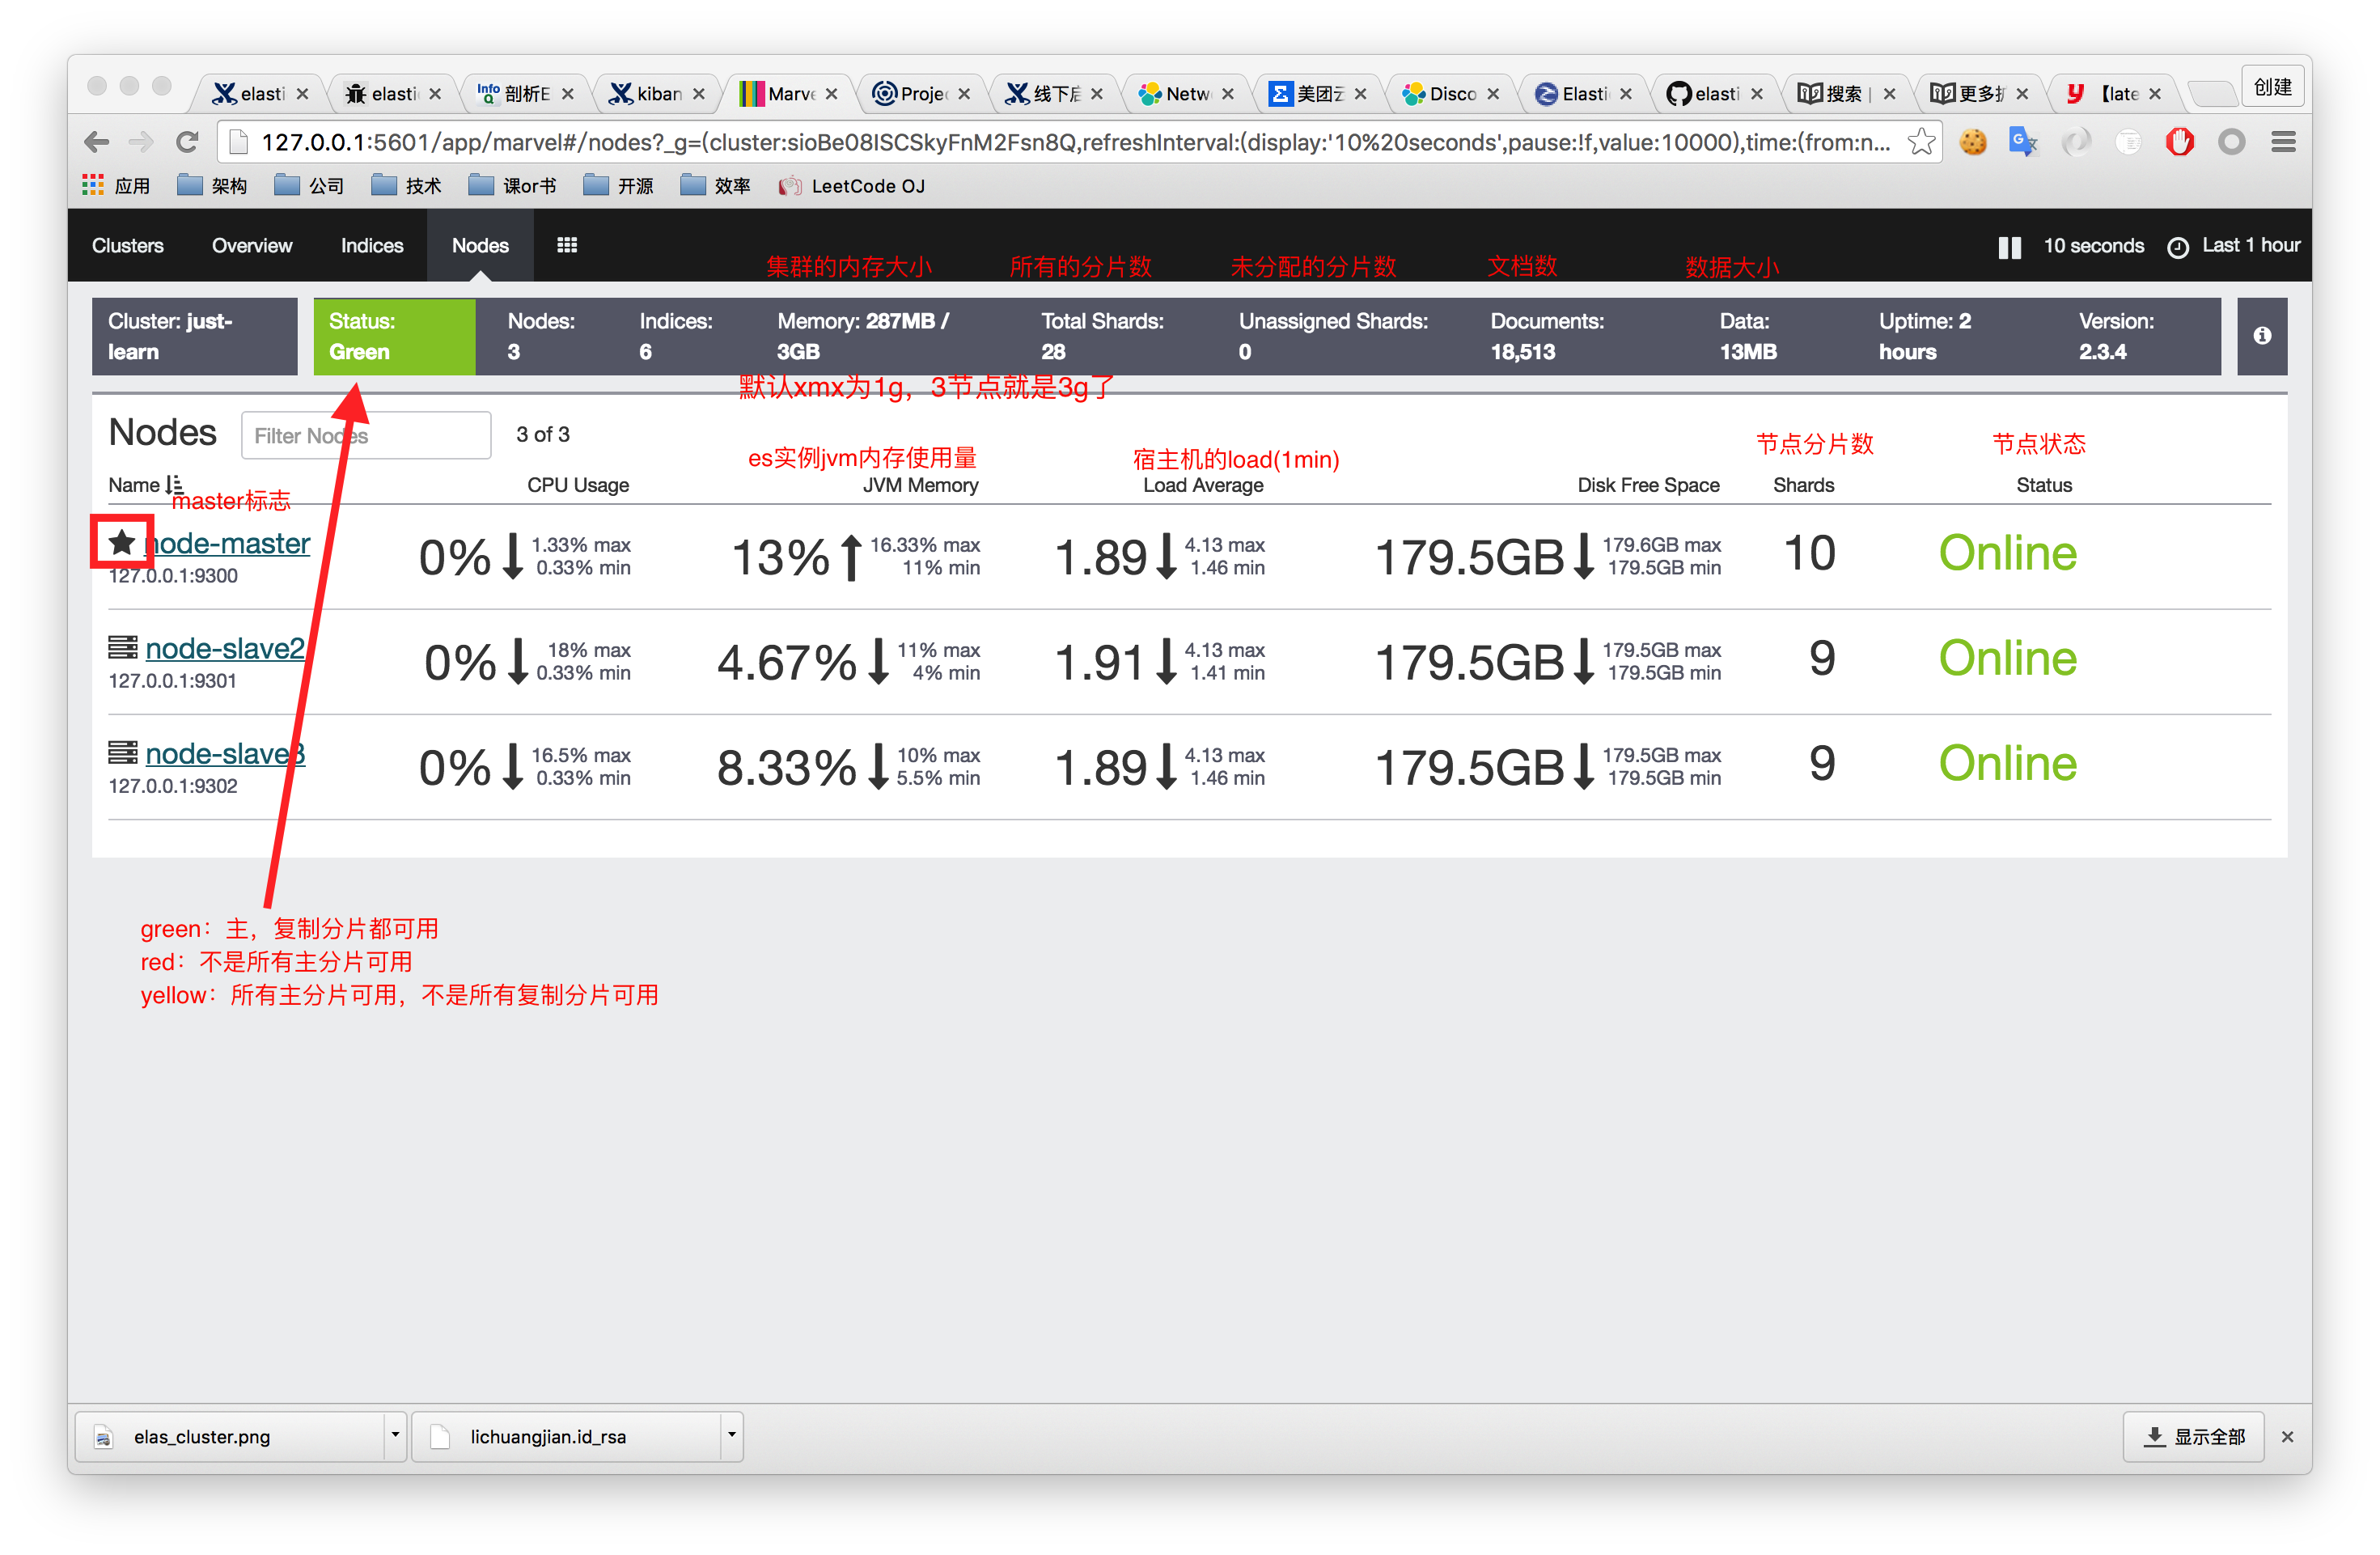 elasti
elasti
InfoQ 剖析E
kiban
Marve
Projec
线下启
Netw
美团云
Disco
Elasti
elasti
搜索 |
更多扩
【late
创建
127.0.0.1:5601/app/marvel#/nodes?_g=(cluster:sioBe08ISCSkyFnM2Fsn8Q,refreshInterval:(display:'10%20seconds',pause:!f,value:10000),time:(from:n...
应用 架构 公司 技术 课or书 开源 效率 LeetCode OJ
Clusters Overview Indices Nodes 10 seconds Last 1 hour
集群的内存大小 所有的分片数 未分配的分片数 文档数 数据大小
Cluster: just- Status: Nodes: Indices: Memory: 287MB / Total Shards: Unassigned Shards: Documents: Data: Uptime: 2 Version:
learn Green 3 6 3GB 28 0 18,513 13MB hours 2.3.4
默认xmx为1g，3节点就是3g了
Nodes Filter Nodes 3 of 3
es实例jvm内存使用量 宿主机的load(1min) 节点分片数 节点状态
Name CPU Usage JVM Memory Load Average Disk Free Space Shards Status
master标志
node-master 0% 1.33% max 13% 16.33% max 1.89 4.13 max 179.5GB 179.6GB max 10 Online
127.0.0.1:9300 0.33% min 11% min 1.46 min 179.5GB min
node-slave2 0% 18% max 4.67% 11% max 1.91 4.13 max 179.5GB 179.5GB max 9 Online
127.0.0.1:9301 0.33% min 4% min 1.41 min 179.5GB min
node-slave3 0% 16.5% max 8.33% 10% max 1.89 4.13 max 179.5GB 179.5GB max 9 Online
127.0.0.1:9302 0.33% min 5.5% min 1.46 min 179.5GB min
green：主，复制分片都可用
red：不是所有主分片可用
yellow：所有主分片可用，不是所有复制分片可用
elas_cluster.png lichuangjian.id_rsa 显示全部